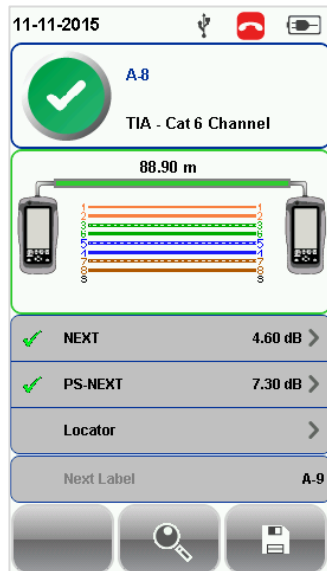 11-11-2015
A-8
TIA - Cat 6 Channel
88.90 m
1 1
2 2
3 3
6 6
5 5
4 4
7 7
8 8
S S
NEXT 4.60 dB
PS-NEXT 7.30 dB
Locator
Next Label A-9